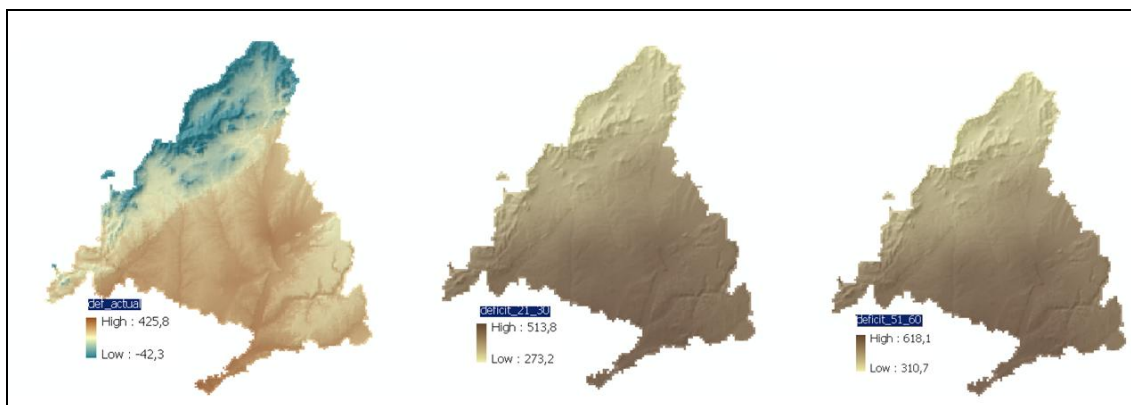 def_actual
High : 425,8
Low : -42,3
deficit_21_30
High : 513,8
Low : 273,2
deficit_51_60
High : 618,1
Low : 310,7